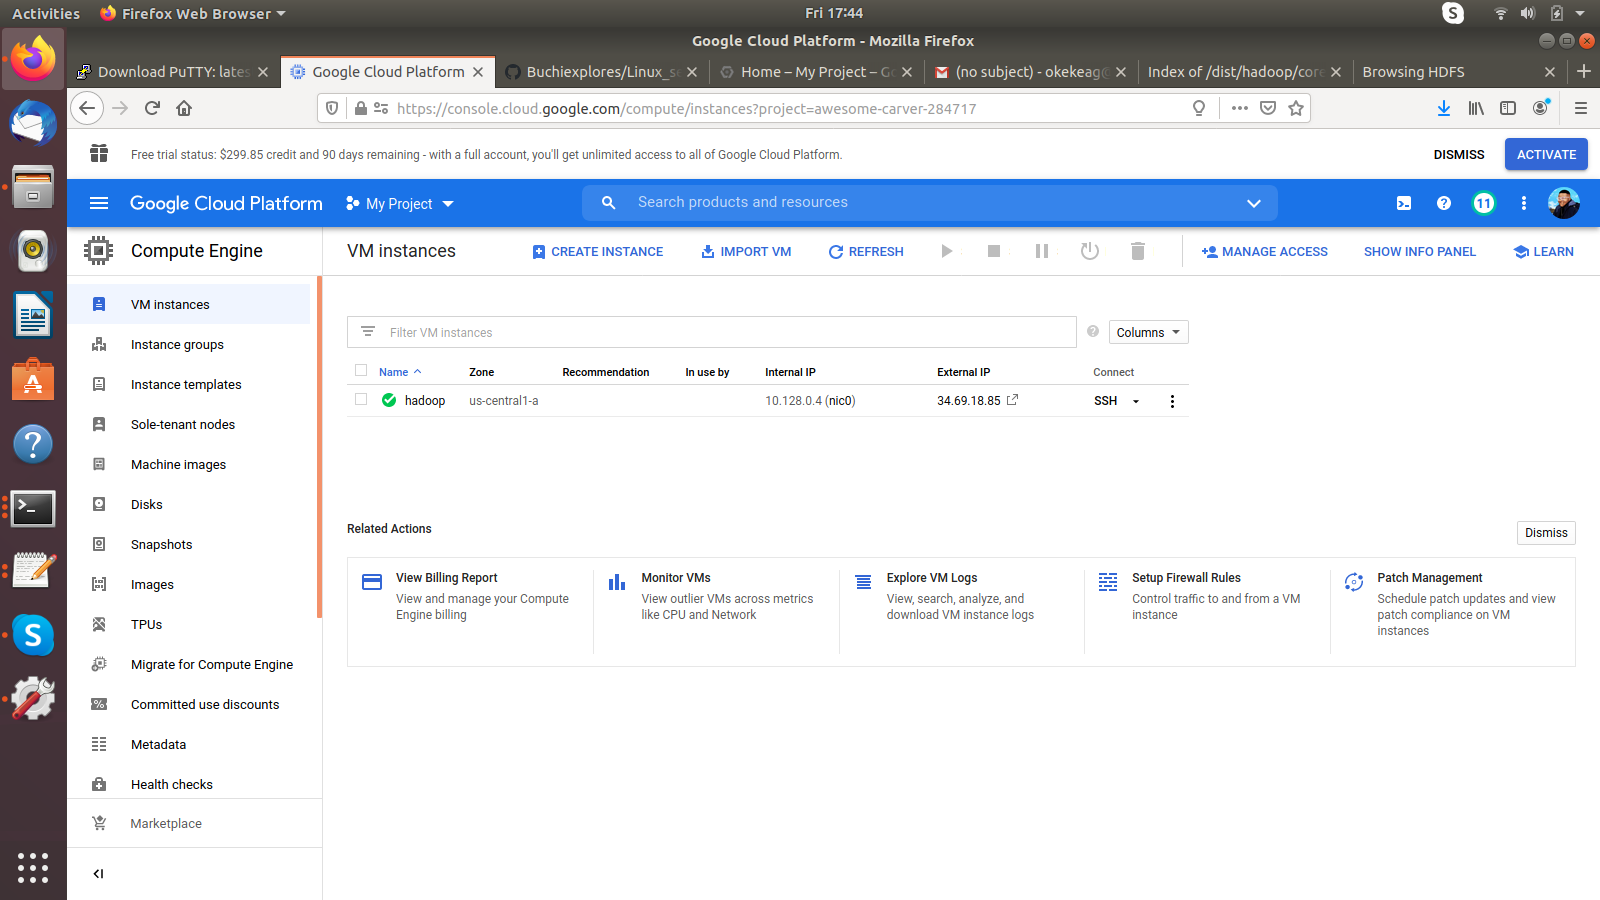 Activities Firefox Web Browser Fri 17:44
Google Cloud Platform - Mozilla Firefox
Download PuTTY: lates Google Cloud Platform Buchiexplores/Linux_se Home – My Project – Go (no subject) - okekeag@ Index of /dist/hadoop/core Browsing HDFS
https://console.cloud.google.com/compute/instances?project=awesome-carver-284717
Free trial status: $299.85 credit and 90 days remaining - with a full account, you'll get unlimited access to all of Google Cloud Platform. DISMISS ACTIVATE
Google Cloud Platform My Project Search products and resources 11
Compute Engine VM instances CREATE INSTANCE IMPORT VM REFRESH MANAGE ACCESS SHOW INFO PANEL LEARN
VM instances
Instance groups
Instance templates
Sole-tenant nodes
Machine images
Disks
Snapshots
Images
TPUs
Migrate for Compute Engine
Committed use discounts
Metadata
Health checks
Marketplace
Filter VM instances Columns
Name Zone Recommendation In use by Internal IP External IP Connect
hadoop us-central1-a 10.128.0.4 (nic0) 34.69.18.85 SSH
Related Actions Dismiss
View Billing Report
View and manage your Compute
Engine billing
Monitor VMs
View outlier VMs across metrics
like CPU and Network
Explore VM Logs
View, search, analyze, and
download VM instance logs
Setup Firewall Rules
Control traffic to and from a VM
instance
Patch Management
Schedule patch updates and view
patch compliance on VM
instances